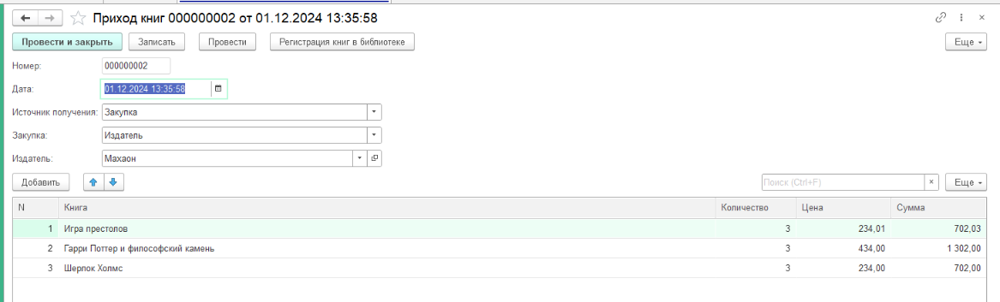 Приход книг 000000002 от 01.12.2024 13:35:58
Провести и закрыть Записать Провести Регистрация книг в библиотеке Еще
Номер: 000000002
Дата: 01.12.2024 13:35:58
Источник получения: Закупка
Закупка: Издатель
Издатель: Махаон
Добавить Поиск (Ctrl+F) × Еще
N Книга Количество Цена Сумма
1 Игра престолов 3 234,01 702,03
2 Гарри Поттер и философский камень 3 434,00 1 302,00
3 Шерлок Холмс 3 234,00 702,00